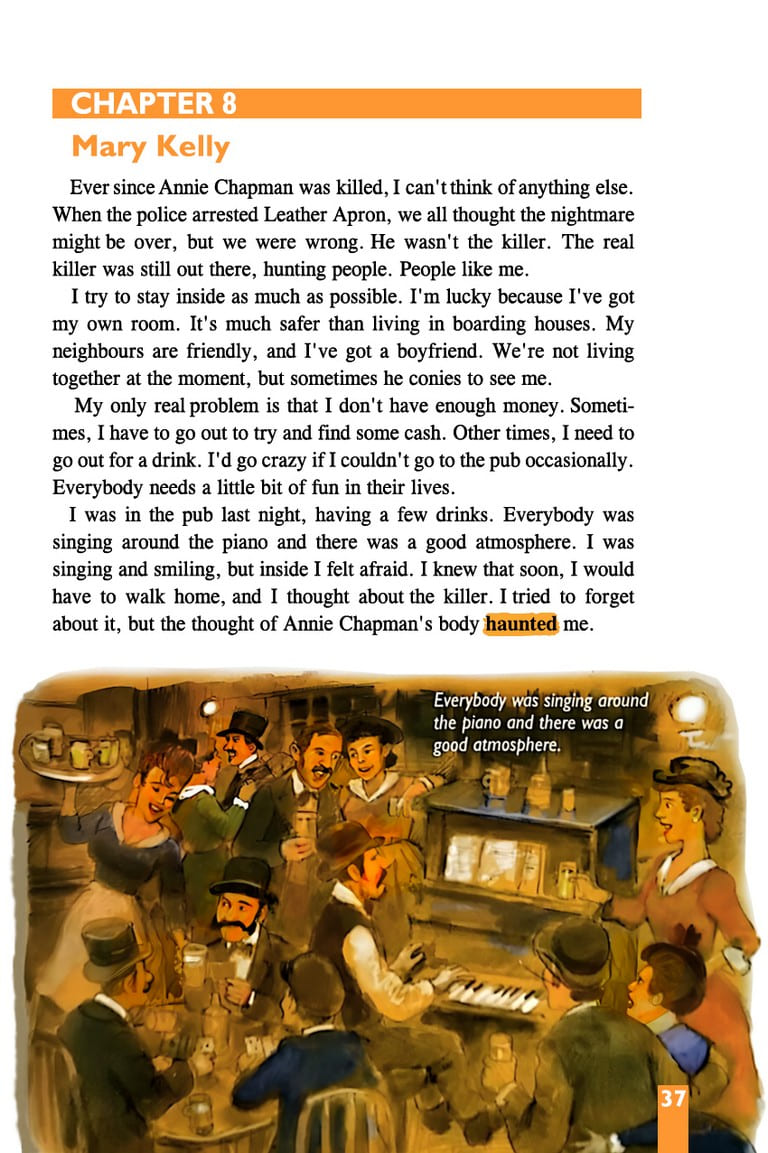 CHAPTER 8
Mary Kelly
Ever since Annie Chapman was killed, I can't think of anything else.
When the police arrested Leather Apron, we all thought the nightmare
might be over, but we were wrong. He wasn't the killer. The real
killer was still out there, hunting people. People like me.
I try to stay inside as much as possible. I'm lucky because I've got
my own room. It's much safer than living in boarding houses. My
neighbours are friendly, and I've got a boyfriend. We're not living
together at the moment, but sometimes he conies to see me.
My only real problem is that I don't have enough money. Someti-
mes, I have to go out to try and find some cash. Other times, I need to
go out for a drink. I'd go crazy if I couldn't go to the pub occasionally.
Everybody needs a little bit of fun in their lives.
I was in the pub last night, having a few drinks. Everybody was
singing around the piano and there was a good atmosphere. I was
singing and smiling, but inside I felt afraid. I knew that soon, I would
have to walk home, and I thought about the killer. I tried to forget
about it, but the thought of Annie Chapman's body haunted me.
Everybody was singing around
the piano and there was a
good atmosphere.
37